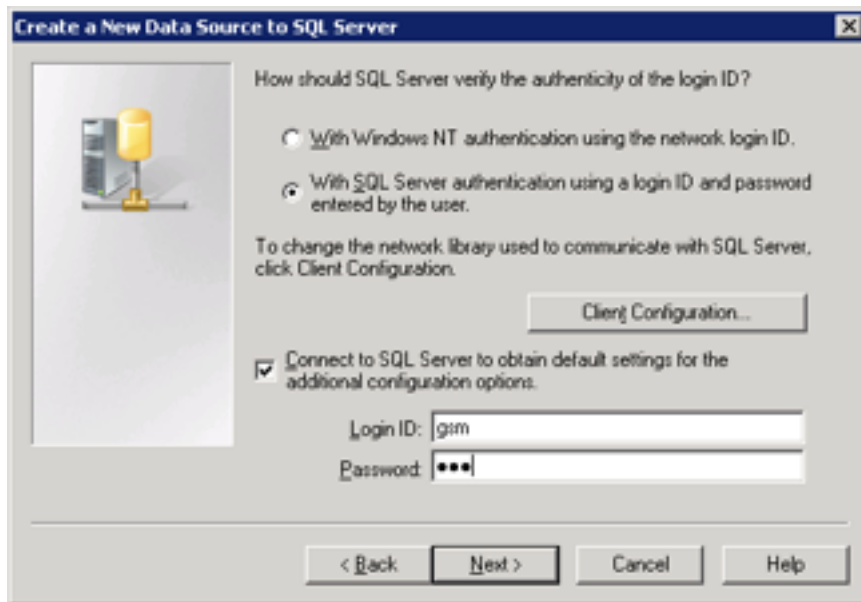 Create a New Data Source to SQL Server
How should SQL Server verify the authenticity of the login ID?
With Windows NT authentication using the network login ID.
With SQL Server authentication using a login ID and password
entered by the user.
To change the network library used to communicate with SQL Server,
click Client Configuration.
Client Configuration...
Connect to SQL Server to obtain default settings for the
additional configuration options.
Login ID: gsm
Password: ●●●
< Back Next > Cancel Help